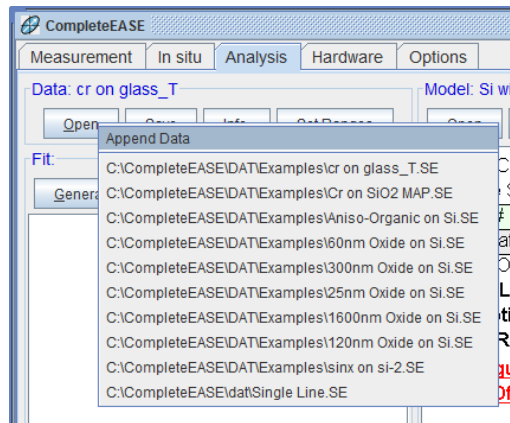 CompleteEASE
Measurement In situ Analysis Hardware Options
Data: cr on glass_T
Model: Si wi
Open
Append Data
Fit:
C:\CompleteEASE\DAT\Examples\cr on glass_T.SE
C:\CompleteEASE\DAT\Examples\Cr on SiO2 MAP.SE
C:\CompleteEASE\DAT\Examples\Aniso-Organic on Si.SE
C:\CompleteEASE\DAT\Examples\60nm Oxide on Si.SE
C:\CompleteEASE\DAT\Examples\300nm Oxide on Si.SE
C:\CompleteEASE\DAT\Examples\25nm Oxide on Si.SE
C:\CompleteEASE\DAT\Examples\1600nm Oxide on Si.SE
C:\CompleteEASE\DAT\Examples\120nm Oxide on Si.SE
C:\CompleteEASE\DAT\Examples\sinx on si-2.SE
C:\CompleteEASE\dat\Single Line.SE